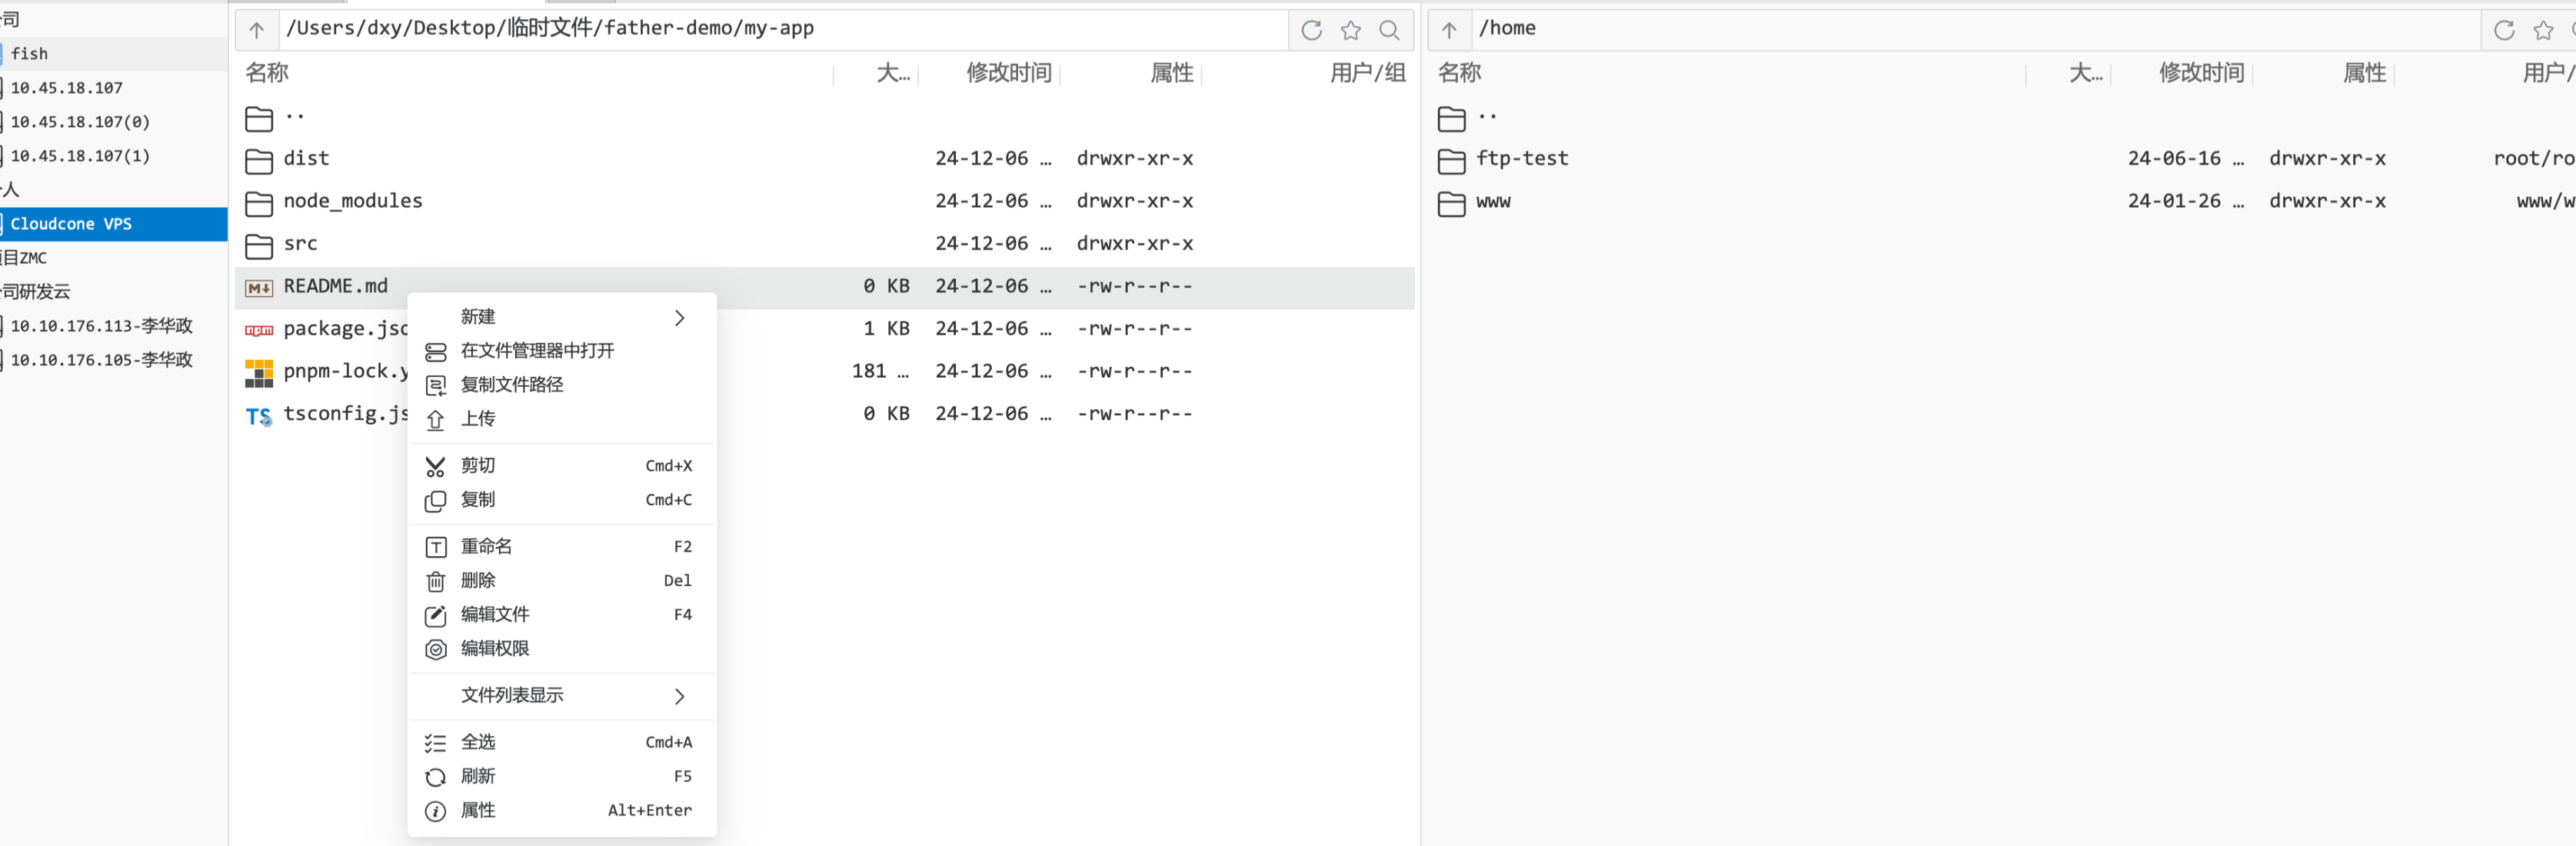 司
fish
10.45.18.107
10.45.18.107(0)
10.45.18.107(1)
人
Cloudcone VPS
目ZMC
司研发云
10.10.176.113-李华政
10.10.176.105-李华政
/Users/dxy/Desktop/临时文件/father-demo/my-app
名称 大… 修改时间 属性 用户/组
..
dist 24-12-06 … drwxr-xr-x
node_modules 24-12-06 … drwxr-xr-x
src 24-12-06 … drwxr-xr-x
README.md 0 KB 24-12-06 … -rw-r--r--
package.jso 1 KB 24-12-06 … -rw-r--r--
pnpm-lock.y 181 … 24-12-06 … -rw-r--r--
tsconfig.js 0 KB 24-12-06 … -rw-r--r--
新建
在文件管理器中打开
复制文件路径
上传
剪切 Cmd+X
复制 Cmd+C
重命名 F2
删除 Del
编辑文件 F4
编辑权限
文件列表显示
全选 Cmd+A
刷新 F5
属性 Alt+Enter
/home
名称 大… 修改时间 属性 用户/
..
ftp-test 24-06-16 … drwxr-xr-x root/ro
www 24-01-26 … drwxr-xr-x www/w